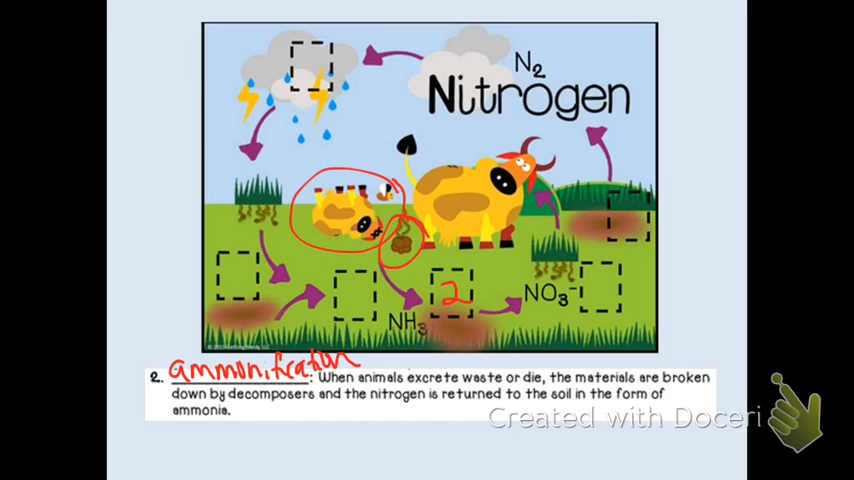 N2
Nitrogen
2
NO3-
NH3
ammonification
2. ____________: When animals excrete waste or die, the materials are broken
down by decomposers and the nitrogen is returned to the soil in the form of
ammonia.
Created with Doceri